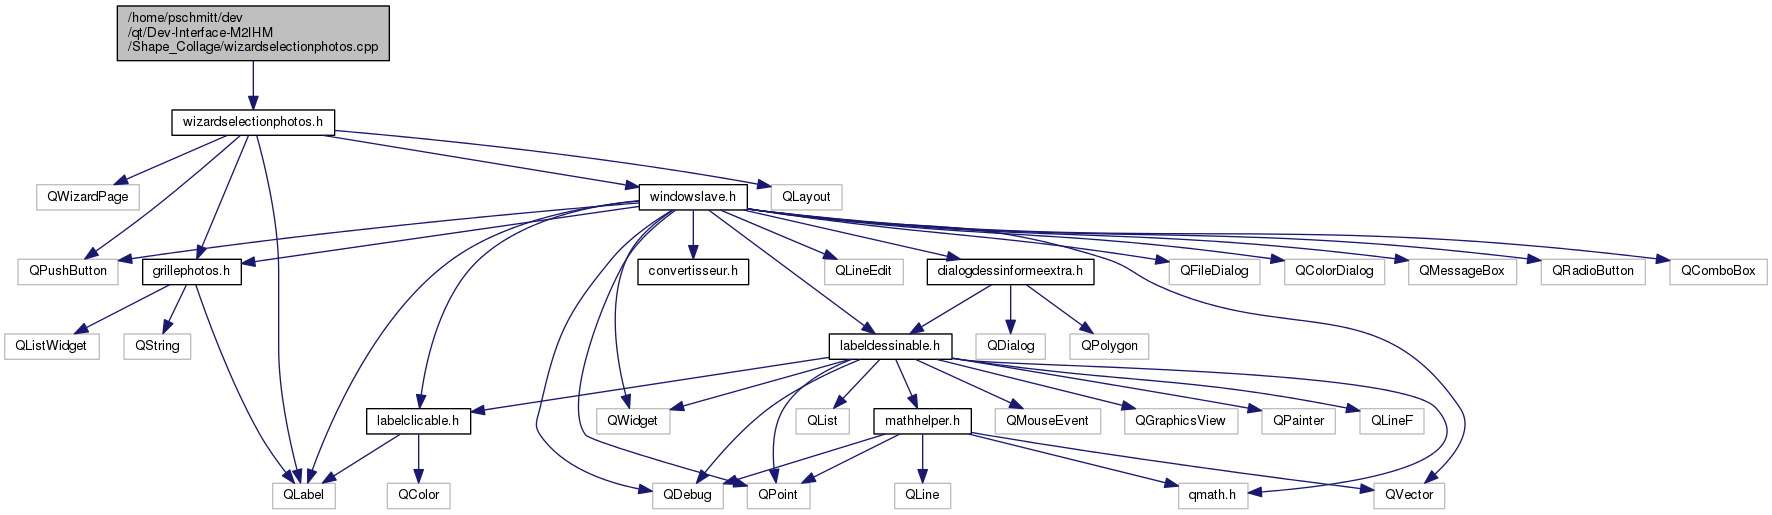 /home/pschmitt/dev
/qt/Dev-Interface-M2IHM
/Shape_Collage/wizardselectionphotos.cpp
wizardselectionphotos.h
QWizardPage
windowslave.h
QLayout
QPushButton
grillephotos.h
convertisseur.h
QLineEdit
dialogdessinformeextra.h
QFileDialog
QColorDialog
QMessageBox
QRadioButton
QComboBox
QListWidget
QString
labeldessinable.h
QDialog
QPolygon
labelclicable.h
QWidget
QList
mathhelper.h
QMouseEvent
QGraphicsView
QPainter
QLineF
QLabel
QColor
QDebug
QPoint
QLine
qmath.h
QVector